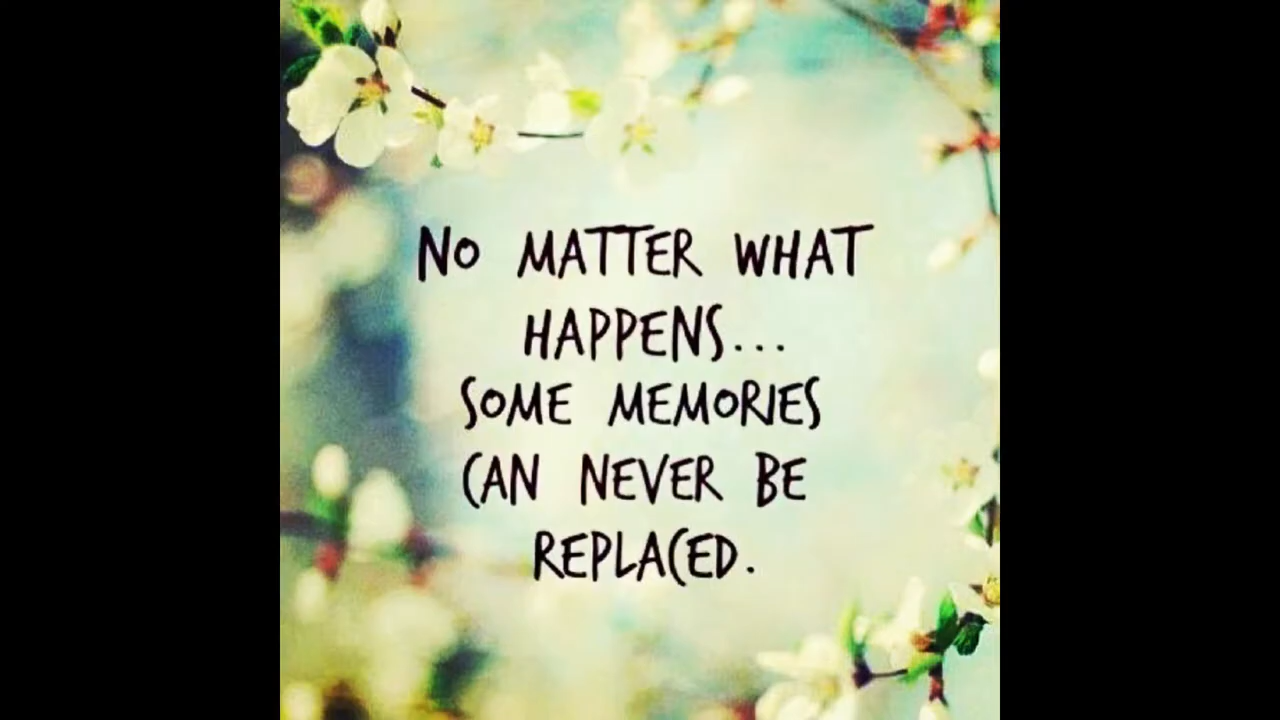 NO MATTER WHAT
HAPPENS...
SOME MEMORIES
CAN NEVER BE
REPLACED.